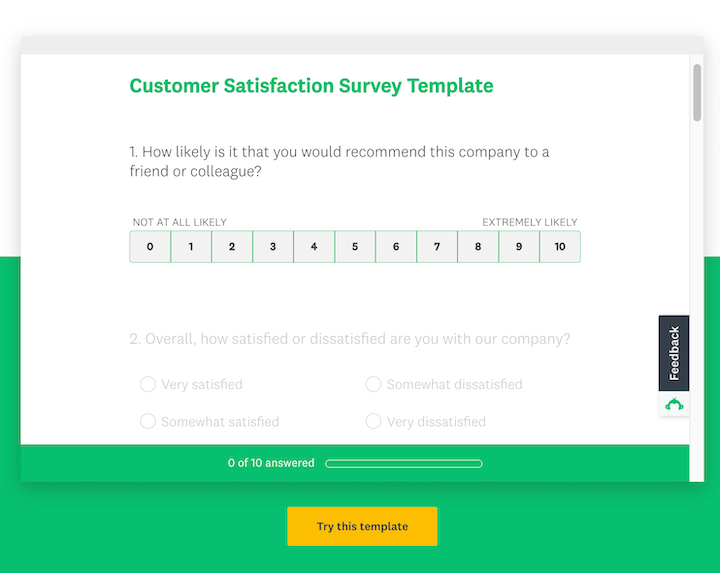 Customer Satisfaction Survey Template
1. How likely is it that you would recommend this company to a
friend or colleague?
NOT AT ALL LIKELY EXTREMELY LIKELY
0 1 2 3 4 5 6 7 8 9 10
2. Overall, how satisfied or dissatisfied are you with our company?
Very satisfied Somewhat dissatisfied
Somewhat satisfied Very dissatisfied
Feedback
0 of 10 answered
Try this template